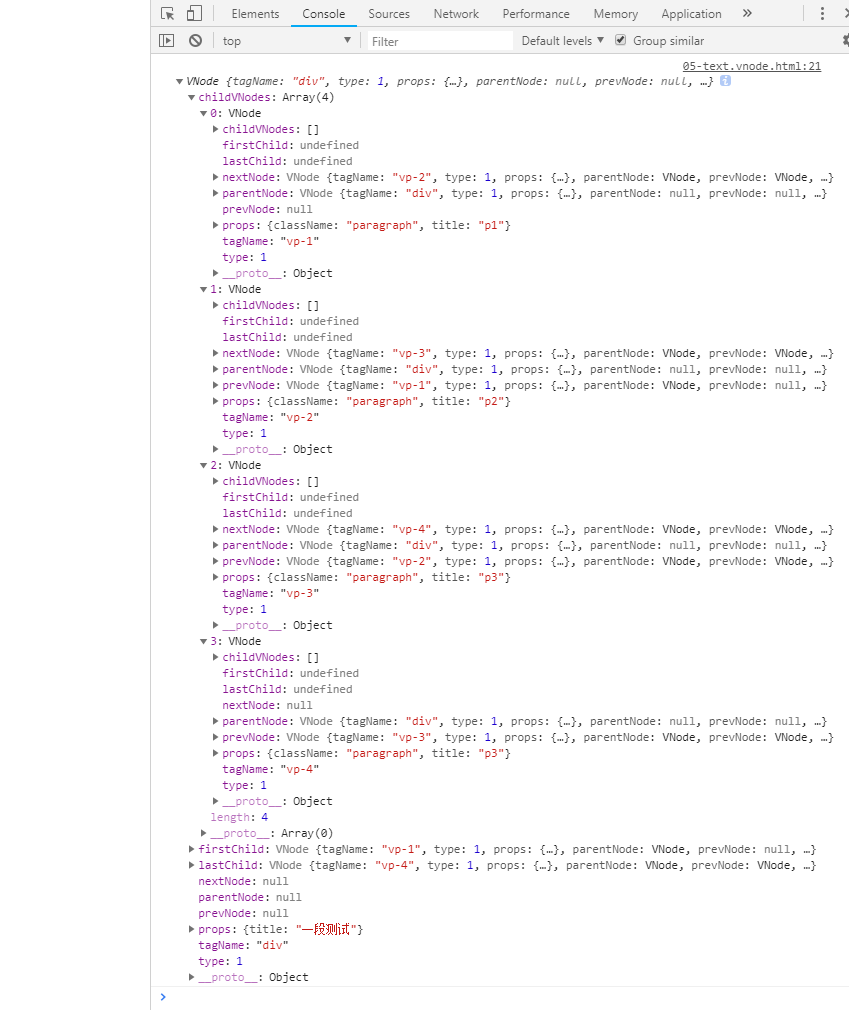 Elements Console Sources Network Performance Memory Application »
top Filter Default levels Group similar
05-text.vnode.html:21
VNode {tagName: "div", type: 1, props: {…}, parentNode: null, prevNode: null, …} i
childVNodes: Array(4)
0: VNode
childVNodes: []
firstChild: undefined
lastChild: undefined
nextNode: VNode {tagName: "vp-2", type: 1, props: {…}, parentNode: VNode, prevNode: VNode, …}
parentNode: VNode {tagName: "div", type: 1, props: {…}, parentNode: null, prevNode: null, …}
prevNode: null
props: {className: "paragraph", title: "p1"}
tagName: "vp-1"
type: 1
__proto__: Object
1: VNode
childVNodes: []
firstChild: undefined
lastChild: undefined
nextNode: VNode {tagName: "vp-3", type: 1, props: {…}, parentNode: VNode, prevNode: VNode, …}
parentNode: VNode {tagName: "div", type: 1, props: {…}, parentNode: null, prevNode: null, …}
prevNode: VNode {tagName: "vp-1", type: 1, props: {…}, parentNode: VNode, prevNode: null, …}
props: {className: "paragraph", title: "p2"}
tagName: "vp-2"
type: 1
__proto__: Object
2: VNode
childVNodes: []
firstChild: undefined
lastChild: undefined
nextNode: VNode {tagName: "vp-4", type: 1, props: {…}, parentNode: VNode, prevNode: VNode, …}
parentNode: VNode {tagName: "div", type: 1, props: {…}, parentNode: null, prevNode: null, …}
prevNode: VNode {tagName: "vp-2", type: 1, props: {…}, parentNode: VNode, prevNode: VNode, …}
props: {className: "paragraph", title: "p3"}
tagName: "vp-3"
type: 1
__proto__: Object
3: VNode
childVNodes: []
firstChild: undefined
lastChild: undefined
nextNode: null
parentNode: VNode {tagName: "div", type: 1, props: {…}, parentNode: null, prevNode: null, …}
prevNode: VNode {tagName: "vp-3", type: 1, props: {…}, parentNode: VNode, prevNode: VNode, …}
props: {className: "paragraph", title: "p3"}
tagName: "vp-4"
type: 1
__proto__: Object
length: 4
__proto__: Array(0)
firstChild: VNode {tagName: "vp-1", type: 1, props: {…}, parentNode: VNode, prevNode: null, …}
lastChild: VNode {tagName: "vp-4", type: 1, props: {…}, parentNode: VNode, prevNode: VNode, …}
nextNode: null
parentNode: null
prevNode: null
props: {title: "一段测试"}
tagName: "div"
type: 1
__proto__: Object